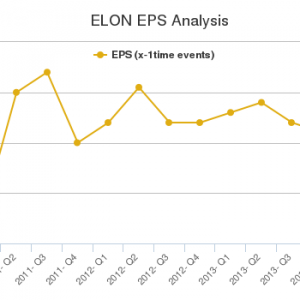 ELON EPS Analysis
EPS (x-1time events)
2011- Q3
2011- Q4
2012- Q1
2012- Q2
2012- Q3
2012- Q4
2013- Q1
2013- Q2
2013- Q3